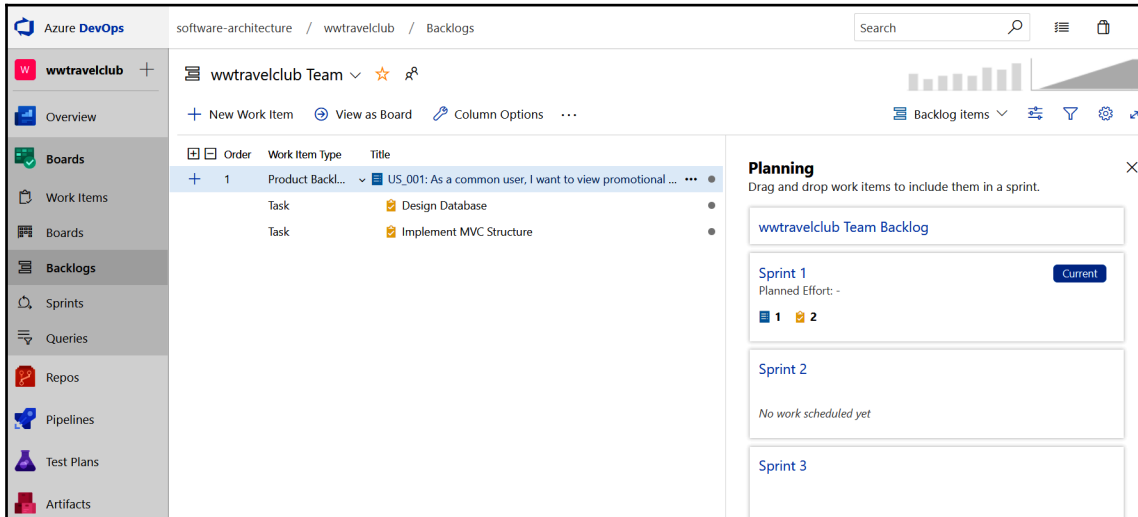 Azure DevOps
software-architecture / wwtravelclub / Backlogs
Search
W wwtravelclub
wwtravelclub Team
New Work Item View as Board Column Options ...
Backlog items
Overview
Boards
Work Items
Boards
Backlogs
Sprints
Queries
Repos
Pipelines
Test Plans
Artifacts
Order Work Item Type Title
1 Product Backl... US_001: As a common user, I want to view promotional ... ...
Task Design Database
Task Implement MVC Structure
Planning
Drag and drop work items to include them in a sprint.
wwtravelclub Team Backlog
Sprint 1 Current
Planned Effort: -
1 2
Sprint 2
No work scheduled yet
Sprint 3